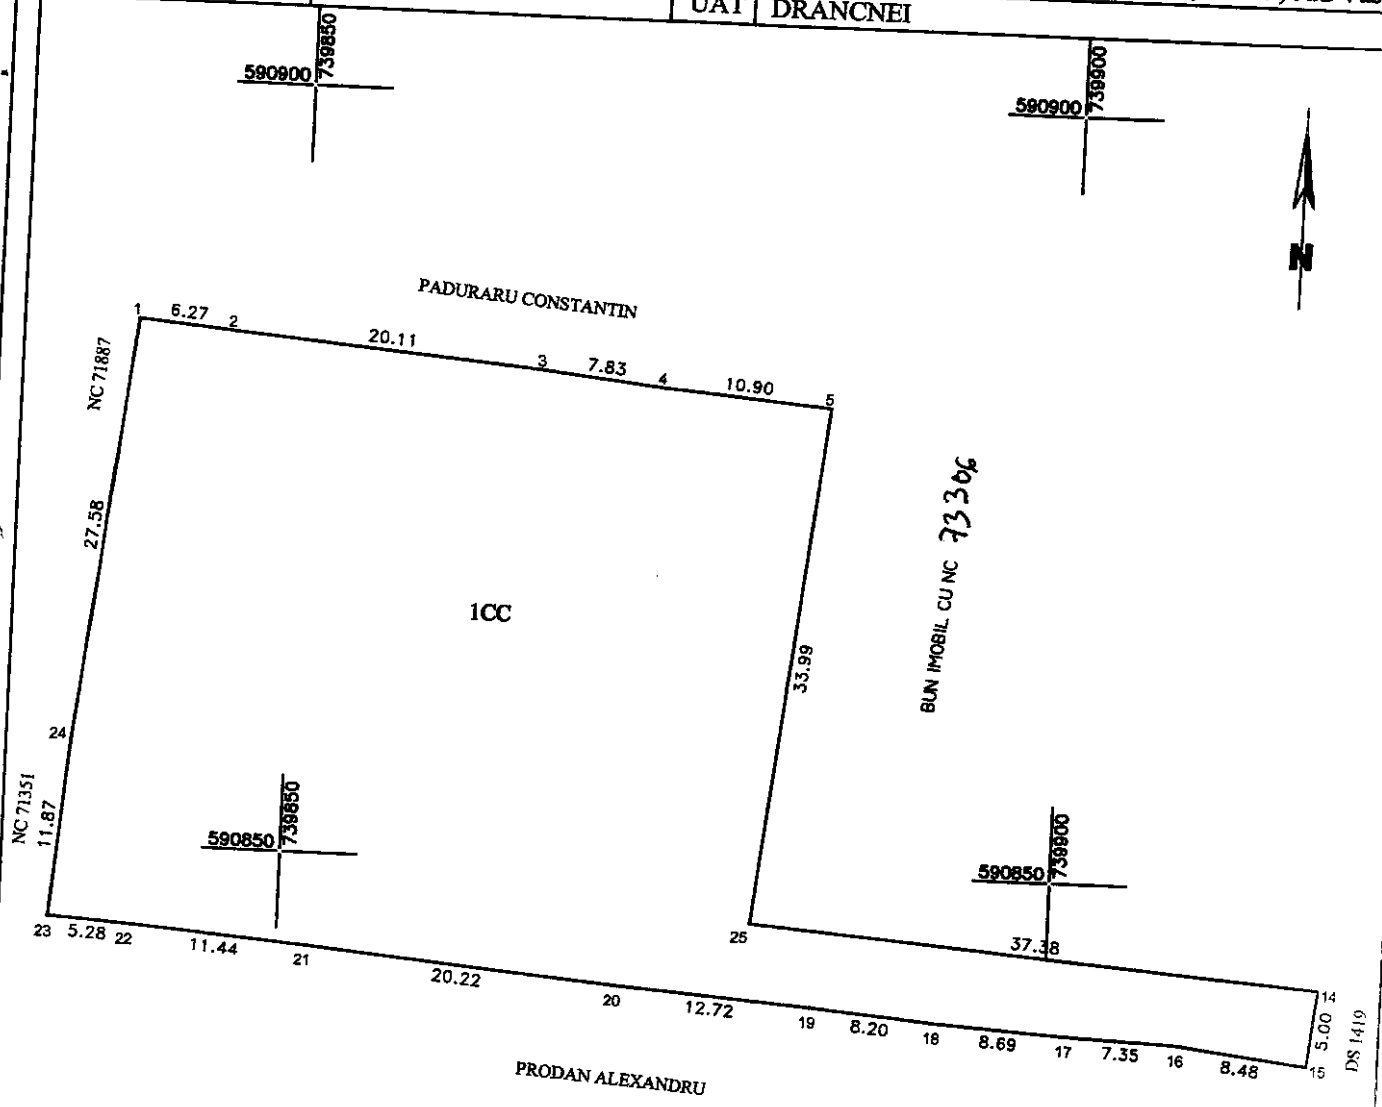 UAT DRANCNEI
590900 739850
590900 739900
N
PADURARU CONSTANTIN
1 6.27 2 20.11 3 7.83 4 10.90 5
NC 71887
27.58
BUN IMOBIL CU NC 73306
1CC
33.99
24
NC 71351
11.87
590850 739850
590850 739900
23 5.28 22 11.44 21 20.22 20 12.72 19 8.20 18 8.69 17 7.35 16 8.48 15
25 37.38 14
5.00
DS 1419
PRODAN ALEXANDRU